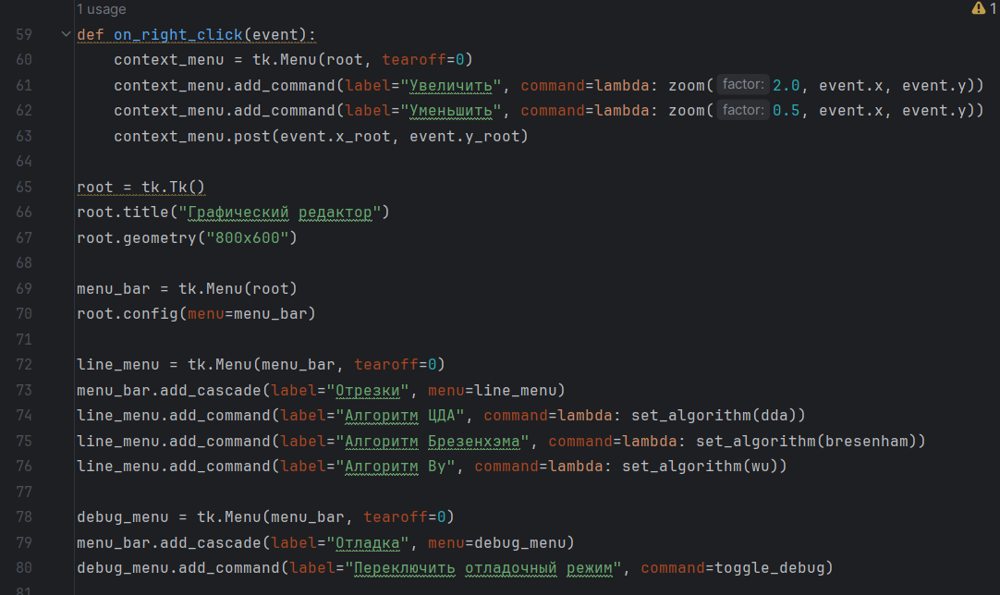 1 usage
1
59 def on_right_click(event):
60 context_menu = tk.Menu(root, tearoff=0)
61 context_menu.add_command(label="Увеличить", command=lambda: zoom( factor: 2.0, event.x, event.y))
62 context_menu.add_command(label="Уменьшить", command=lambda: zoom( factor: 0.5, event.x, event.y))
63 context_menu.post(event.x_root, event.y_root)
64
65 root = tk.Tk()
66 root.title("Графический редактор")
67 root.geometry("800x600")
68
69 menu_bar = tk.Menu(root)
70 root.config(menu=menu_bar)
71
72 line_menu = tk.Menu(menu_bar, tearoff=0)
73 menu_bar.add_cascade(label="Отрезки", menu=line_menu)
74 line_menu.add_command(label="Алгоритм ЦДА", command=lambda: set_algorithm(dda))
75 line_menu.add_command(label="Алгоритм Брезенхэма", command=lambda: set_algorithm(bresenham))
76 line_menu.add_command(label="Алгоритм Ву", command=lambda: set_algorithm(wu))
77
78 debug_menu = tk.Menu(menu_bar, tearoff=0)
79 menu_bar.add_cascade(label="Отладка", menu=debug_menu)
80 debug_menu.add_command(label="Переключить отладочный режим", command=toggle_debug)
81